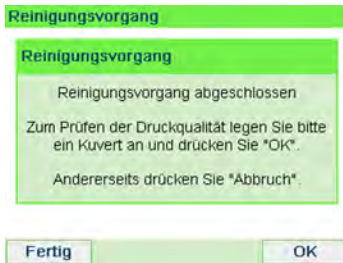 Reinigungsvorgang
Reinigungsvorgang
Reinigungsvorgang abgeschlossen
Zum Prüfen der Druckqualität legen Sie bitte
ein Kuvert an und drücken Sie "OK".
Andererseits drücken Sie "Abbruch".
Fertig
OK